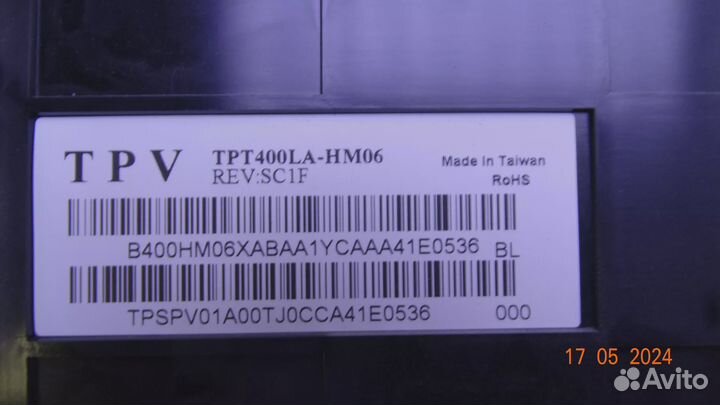 TPV TPT400LA-HM06 Made In Taiwan
REV:SC1F RoHS
B400HM06XABAA1YCAAA41E0536 BL
TPSPV01A00TJ0CCA41E0536 000
17 05 2024
Avito